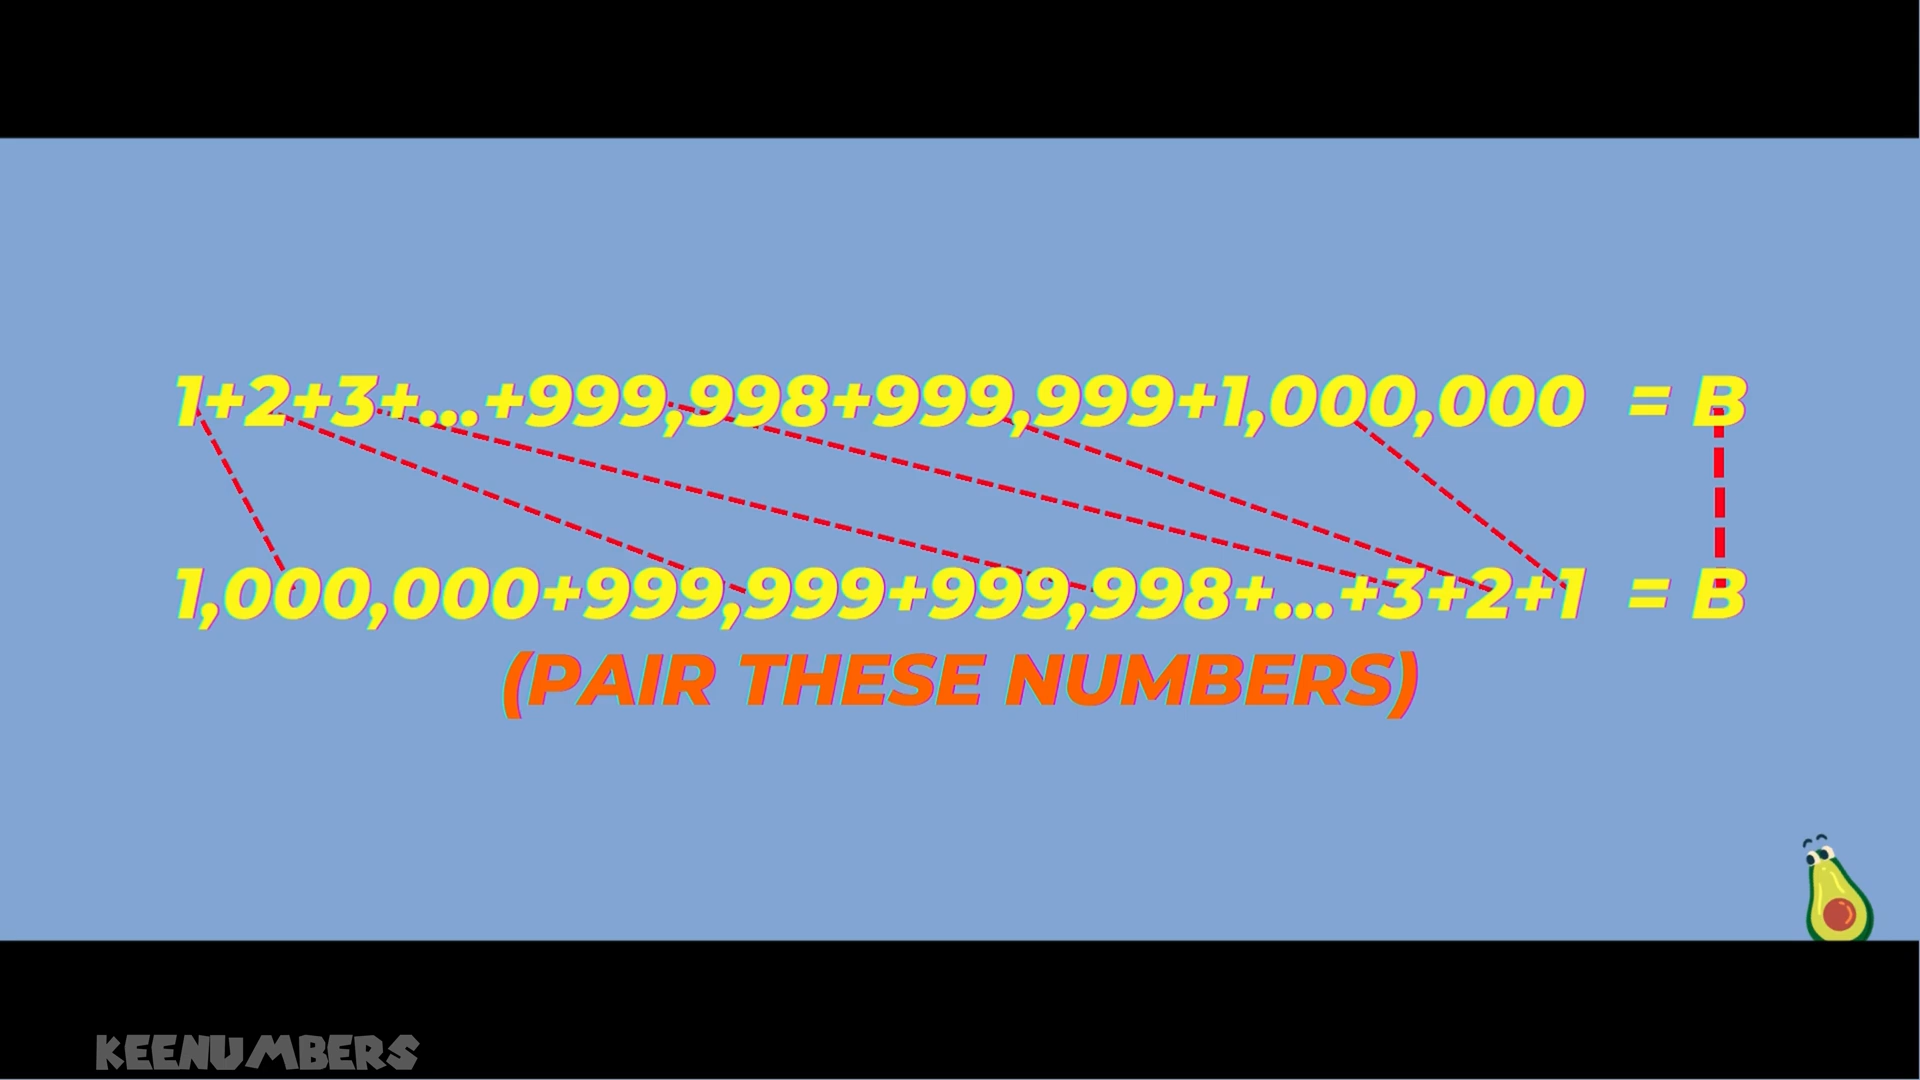 1+2+3+...+999,998+999,999+1,000,000 = B
1,000,000+999,999+999,998+...+3+2+1 = B
(PAIR THESE NUMBERS)
KEENUMBERS